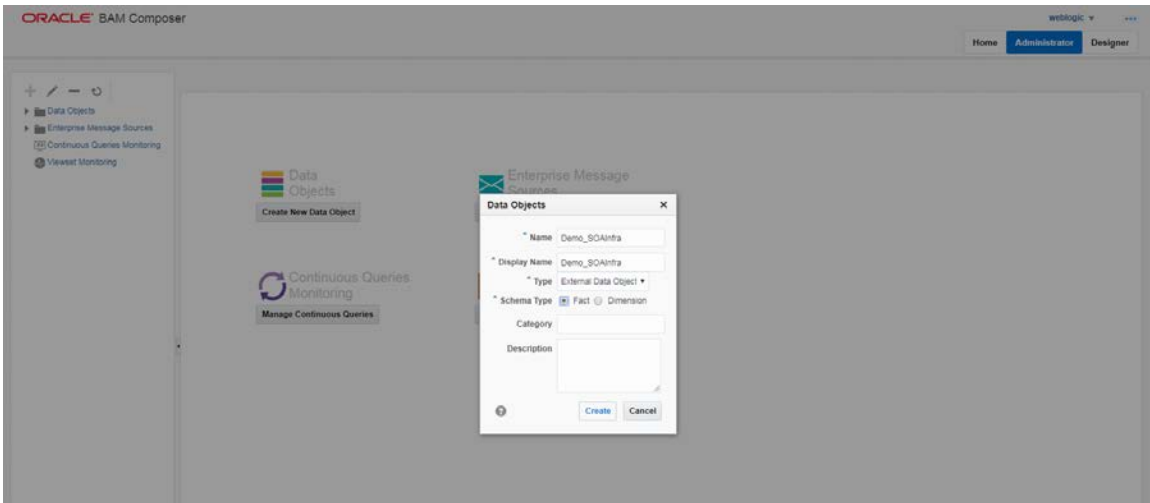 ORACLE BAM Composer
weblogic
Home Administrator Designer
Data Objects
Enterprise Message Sources
Continuous Queries Monitoring
Viewset Monitoring
Data
Objects
Create New Data Object
Enterprise Message
Sources
Continuous Queries
Monitoring
Manage Continuous Queries
Data Objects
* Name Demo_SOAInfra
* Display Name Demo_SOAInfra
* Type External Data Object
* Schema Type Fact Dimension
Category
Description
Create Cancel